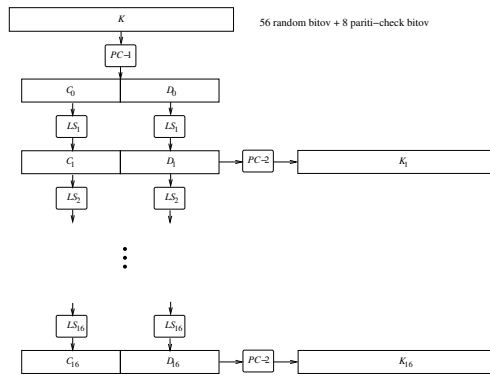 K 56 random bitov + 8 pariti−check bitov
PC−1
C0 D0
LS1 LS1
C1 D1 PC−2 K1
LS2 LS2
LS16 LS16
C16 D16 PC−2 K16